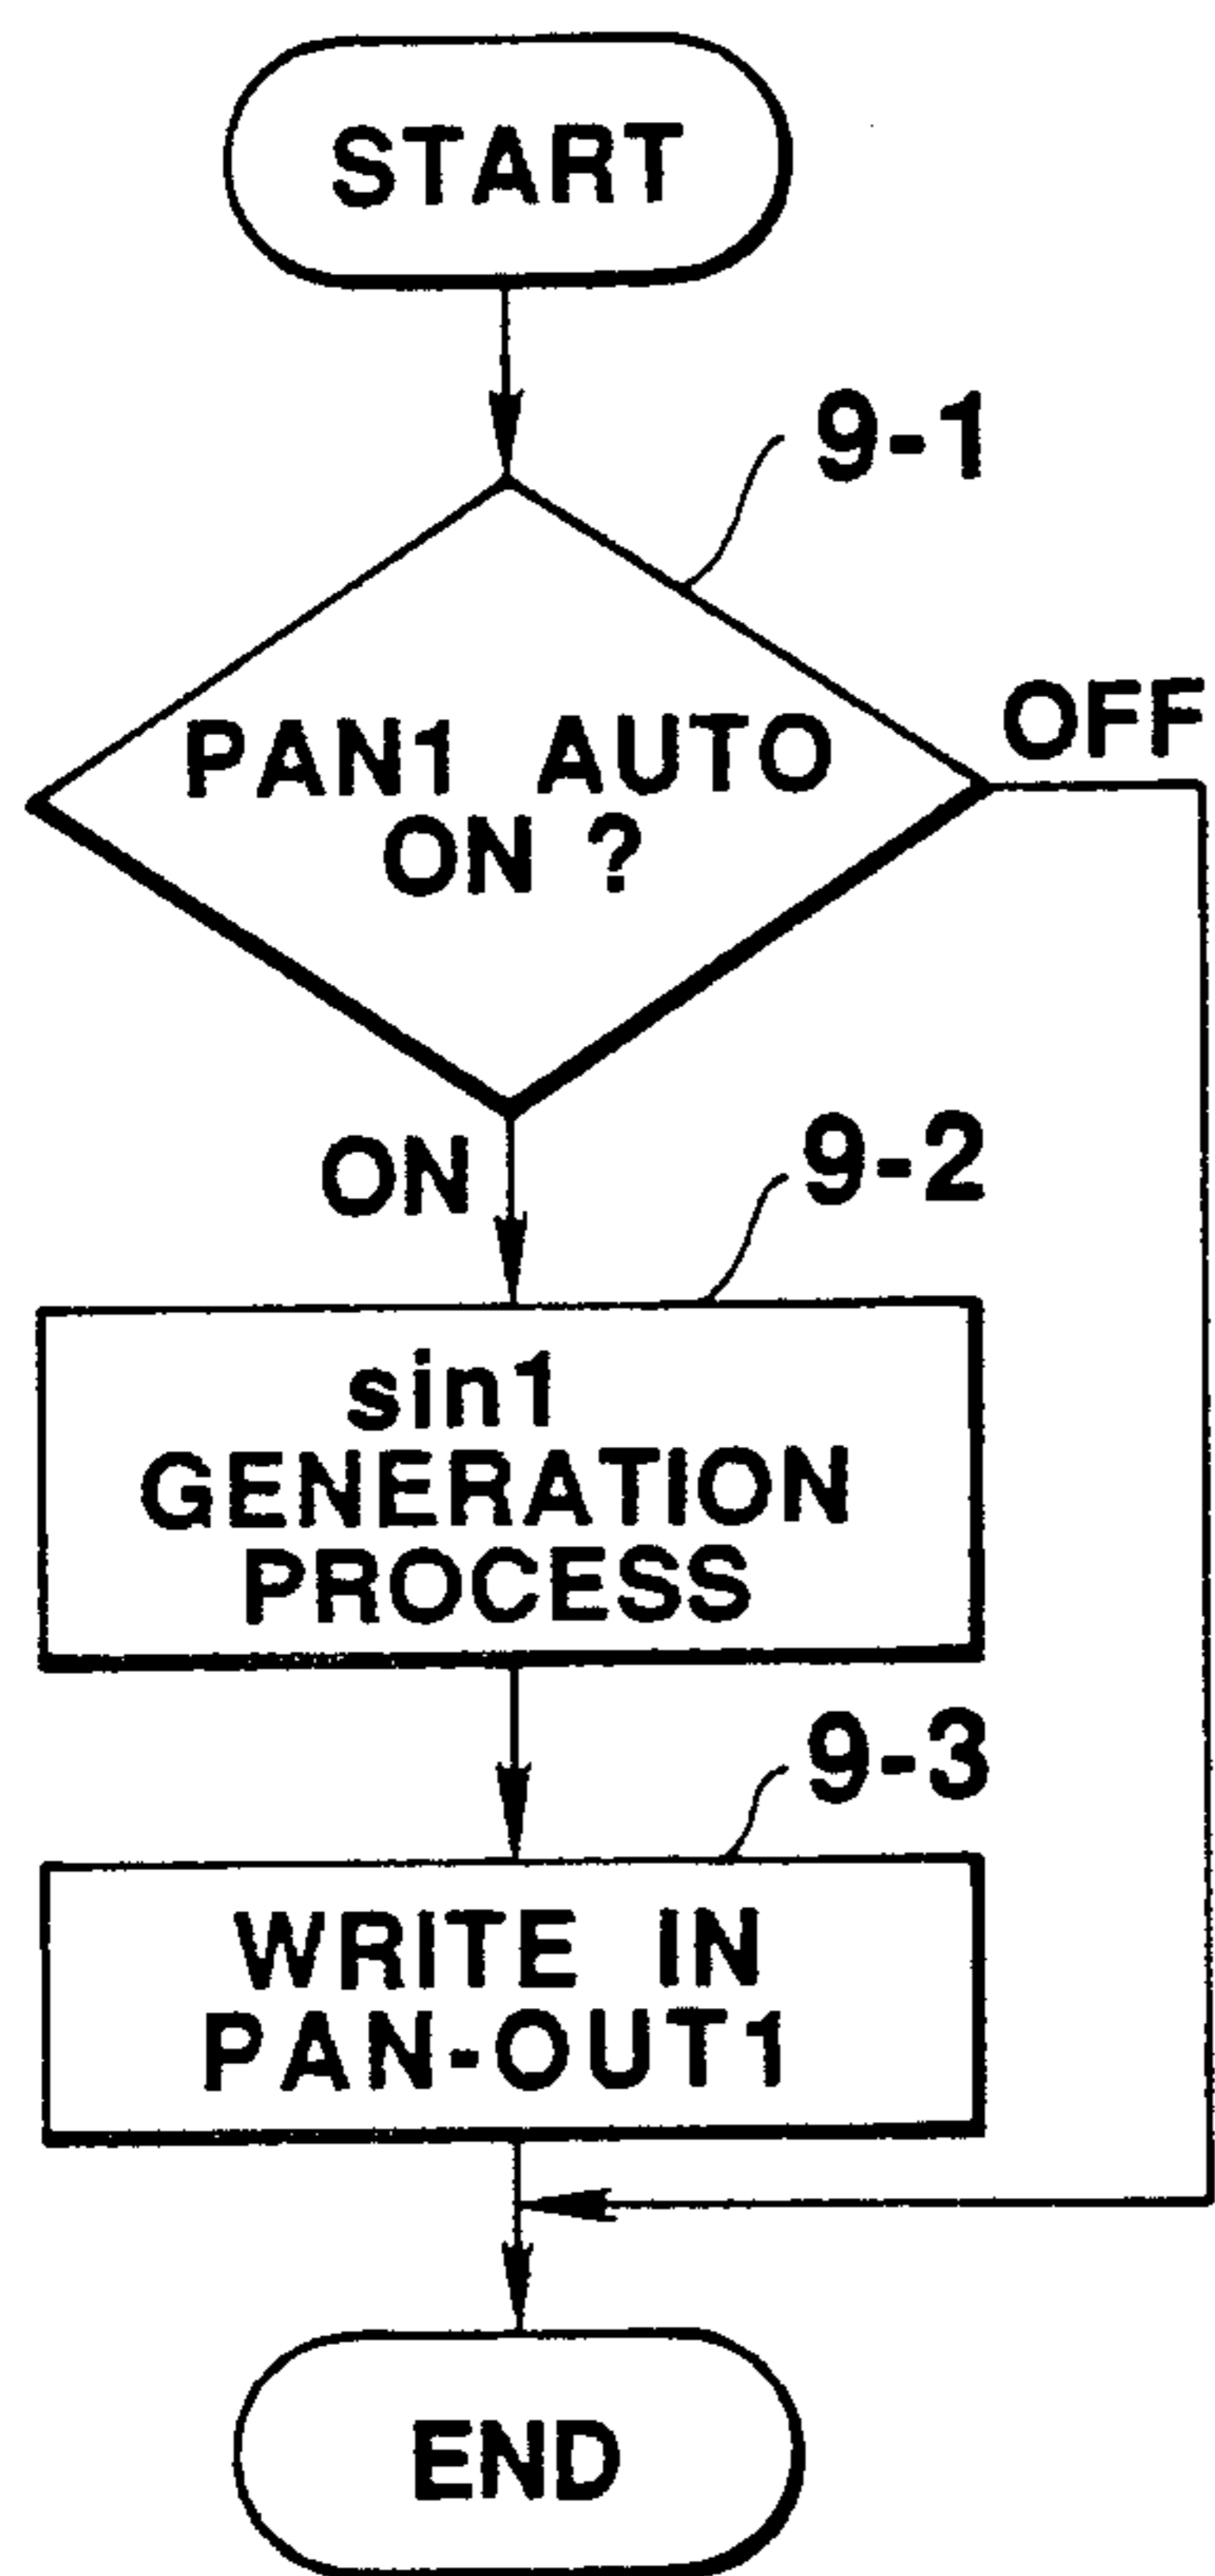 START
9-1
OFF
PAN1 AUTO
ON ?
ON
9-2
sin1
GENERATION
PROCESS
9-3
WRITE IN
PAN-OUT1
END